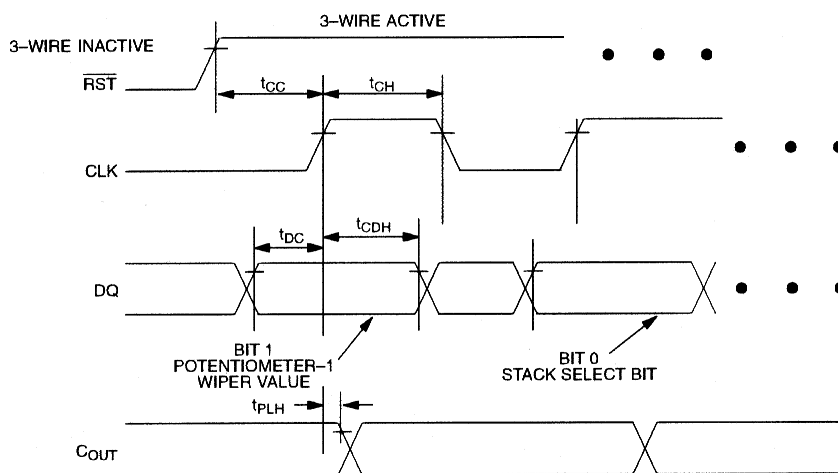 3–WIRE ACTIVE
3–WIRE INACTIVE
RST
tCC
tCH
CLK
tDC
tCDH
DQ
BIT 1
POTENTIOMETER–1
WIPER VALUE
BIT 0
STACK SELECT BIT
tPLH
COUT